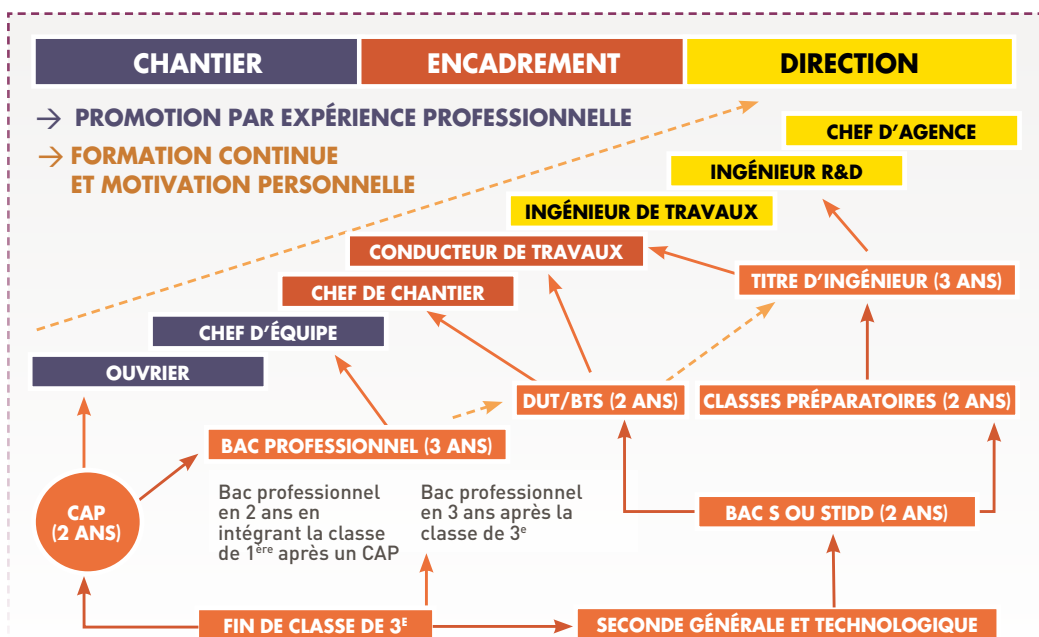 CHANTIER
ENCADREMENT
DIRECTION
→ PROMOTION PAR EXPÉRIENCE PROFESSIONNELLE
→ FORMATION CONTINUE
ET MOTIVATION PERSONNELLE
CHEF D'AGENCE
INGÉNIEUR R&D
INGÉNIEUR DE TRAVAUX
CONDUCTEUR DE TRAVAUX
TITRE D'INGÉNIEUR (3 ANS)
CHEF DE CHANTIER
CHEF D'ÉQUIPE
OUVRIER
DUT/BTS (2 ANS)
CLASSES PRÉPARATOIRES (2 ANS)
BAC PROFESSIONNEL (3 ANS)
CAP
(2 ANS)
Bac professionnel
en 2 ans en
intégrant la classe
de 1ère après un CAP
Bac professionnel
en 3 ans après la
classe de 3e
BAC S OU STIDD (2 ANS)
FIN DE CLASSE DE 3E
SECONDE GÉNÉRALE ET TECHNOLOGIQUE